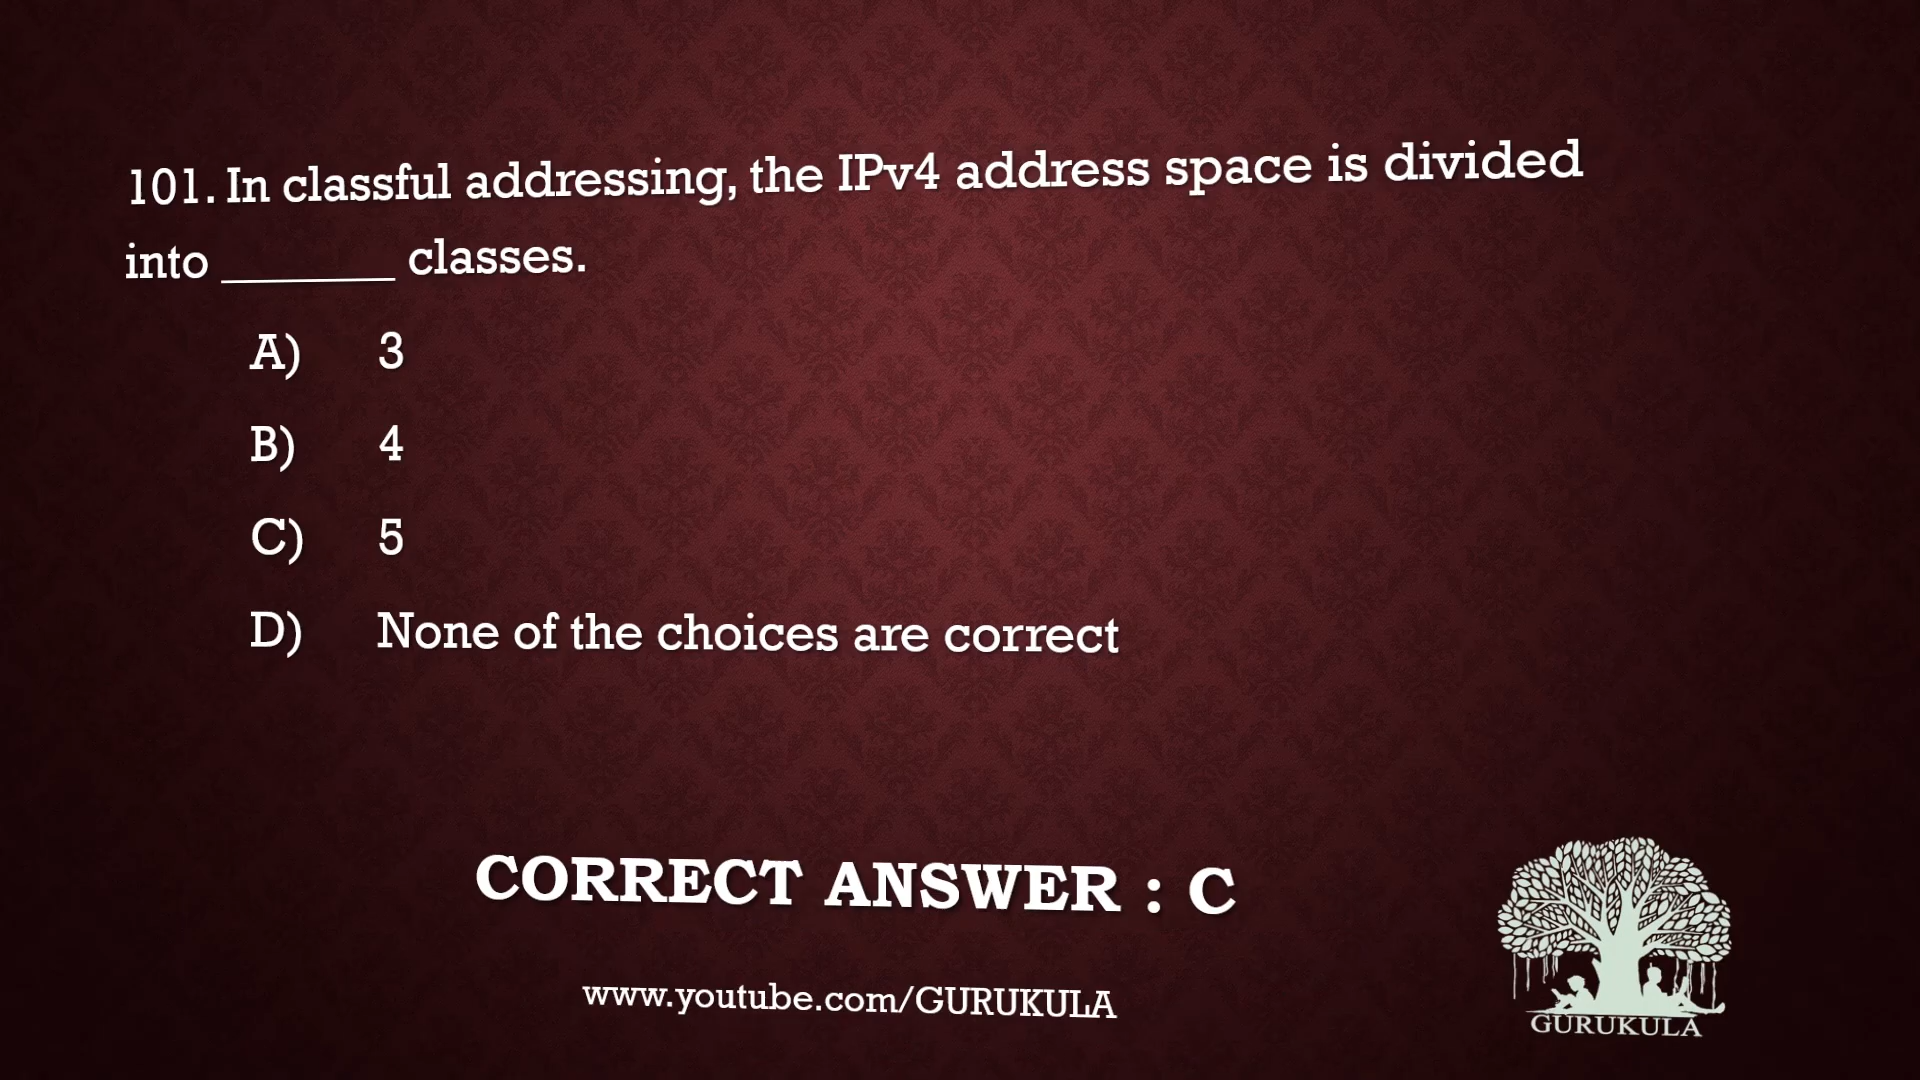 101. In classful addressing, the IPv4 address space is divided
into _______ classes.
A) 3
B) 4
C) 5
D) None of the choices are correct
CORRECT ANSWER : C
www.youtube.com/GURUKULA
GURUKULA